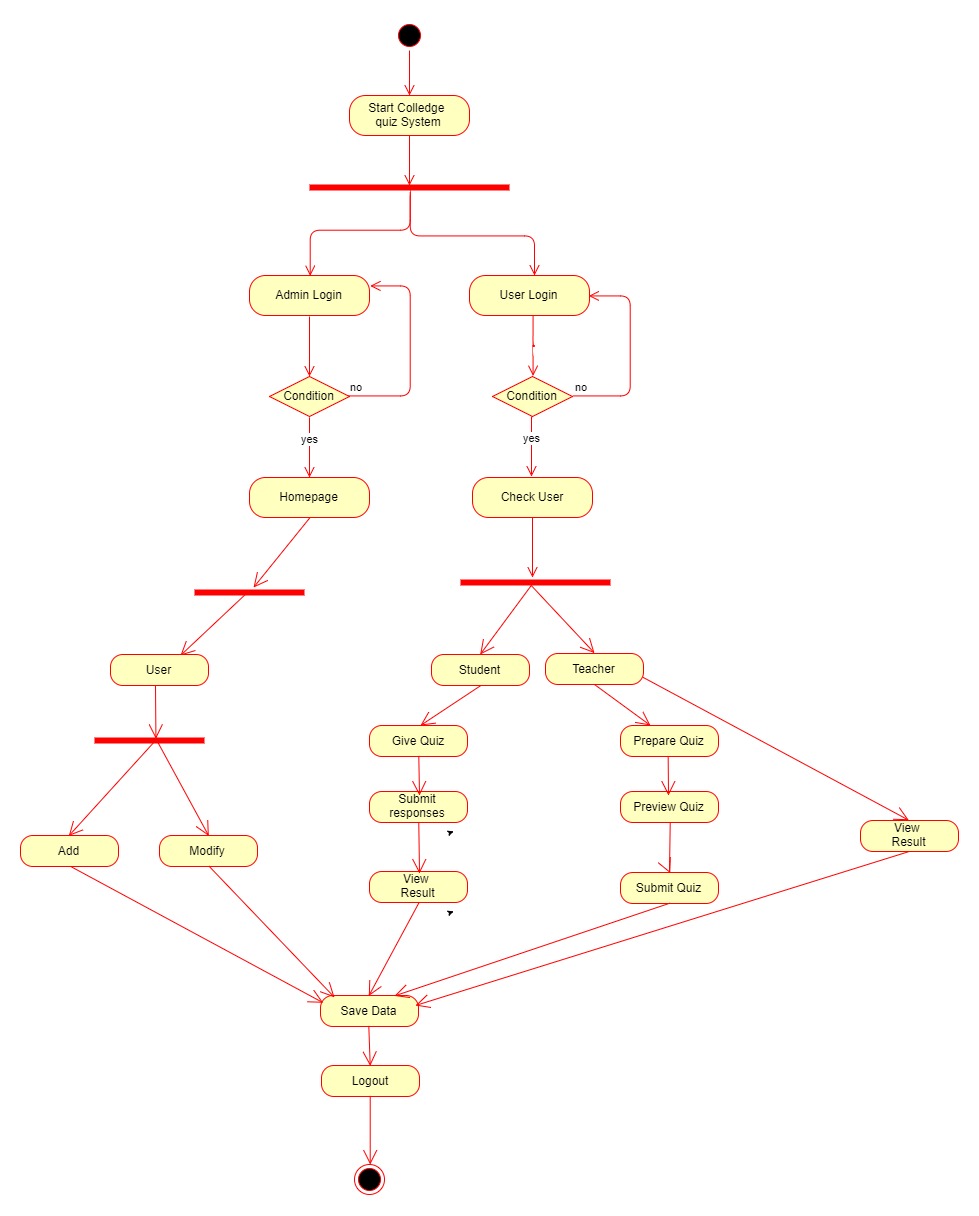 Start Colledge
quiz System
Admin Login
User Login
Condition
no
Condition
no
yes
yes
Homepage
Check User
User
Student
Teacher
Give Quiz
Prepare Quiz
Submit
responses
Preview Quiz
View
Result
Add
Modify
View
Result
Submit Quiz
Save Data
Logout